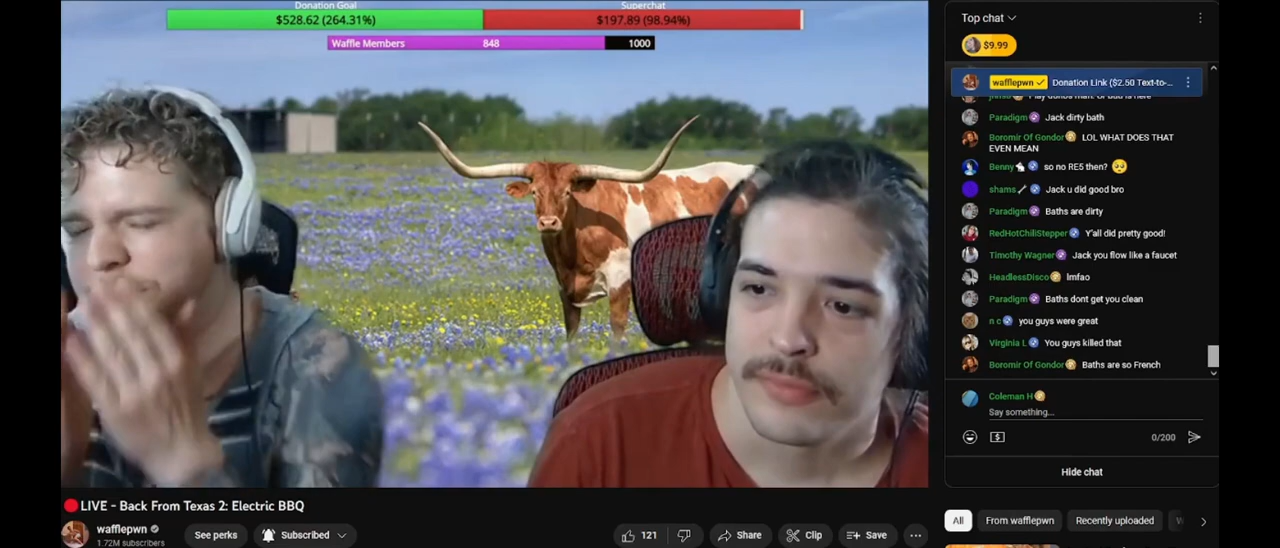 Donation Goal
Superchat
$528.62 (264.31%)
$197.89 (98.94%)
Waffle Members 848 1000
Top chat
$9.99
wafflepwn Donation Link ($2.50 Text-to-...
Paradigm Jack dirty bath
Boromir Of Gondor LOL WHAT DOES THAT
EVEN MEAN
Benny so no RE5 then?
shams Jack u did good bro
Paradigm Baths are dirty
RedHotChiliStepper Y'all did pretty good!
Timothy Wagner Jack you flow like a faucet
HeadlessDisco lmfao
Paradigm Baths dont get you clean
n c you guys were great
Virginia L You guys killed that
Boromir Of Gondor Baths are so French
Coleman H
Say something...
0/200
Hide chat
LIVE - Back From Texas 2: Electric BBQ
wafflepwn
1.72M subscribers
See perks
Subscribed
121
Share
Clip
Save
All
From wafflepwn
Recently uploaded